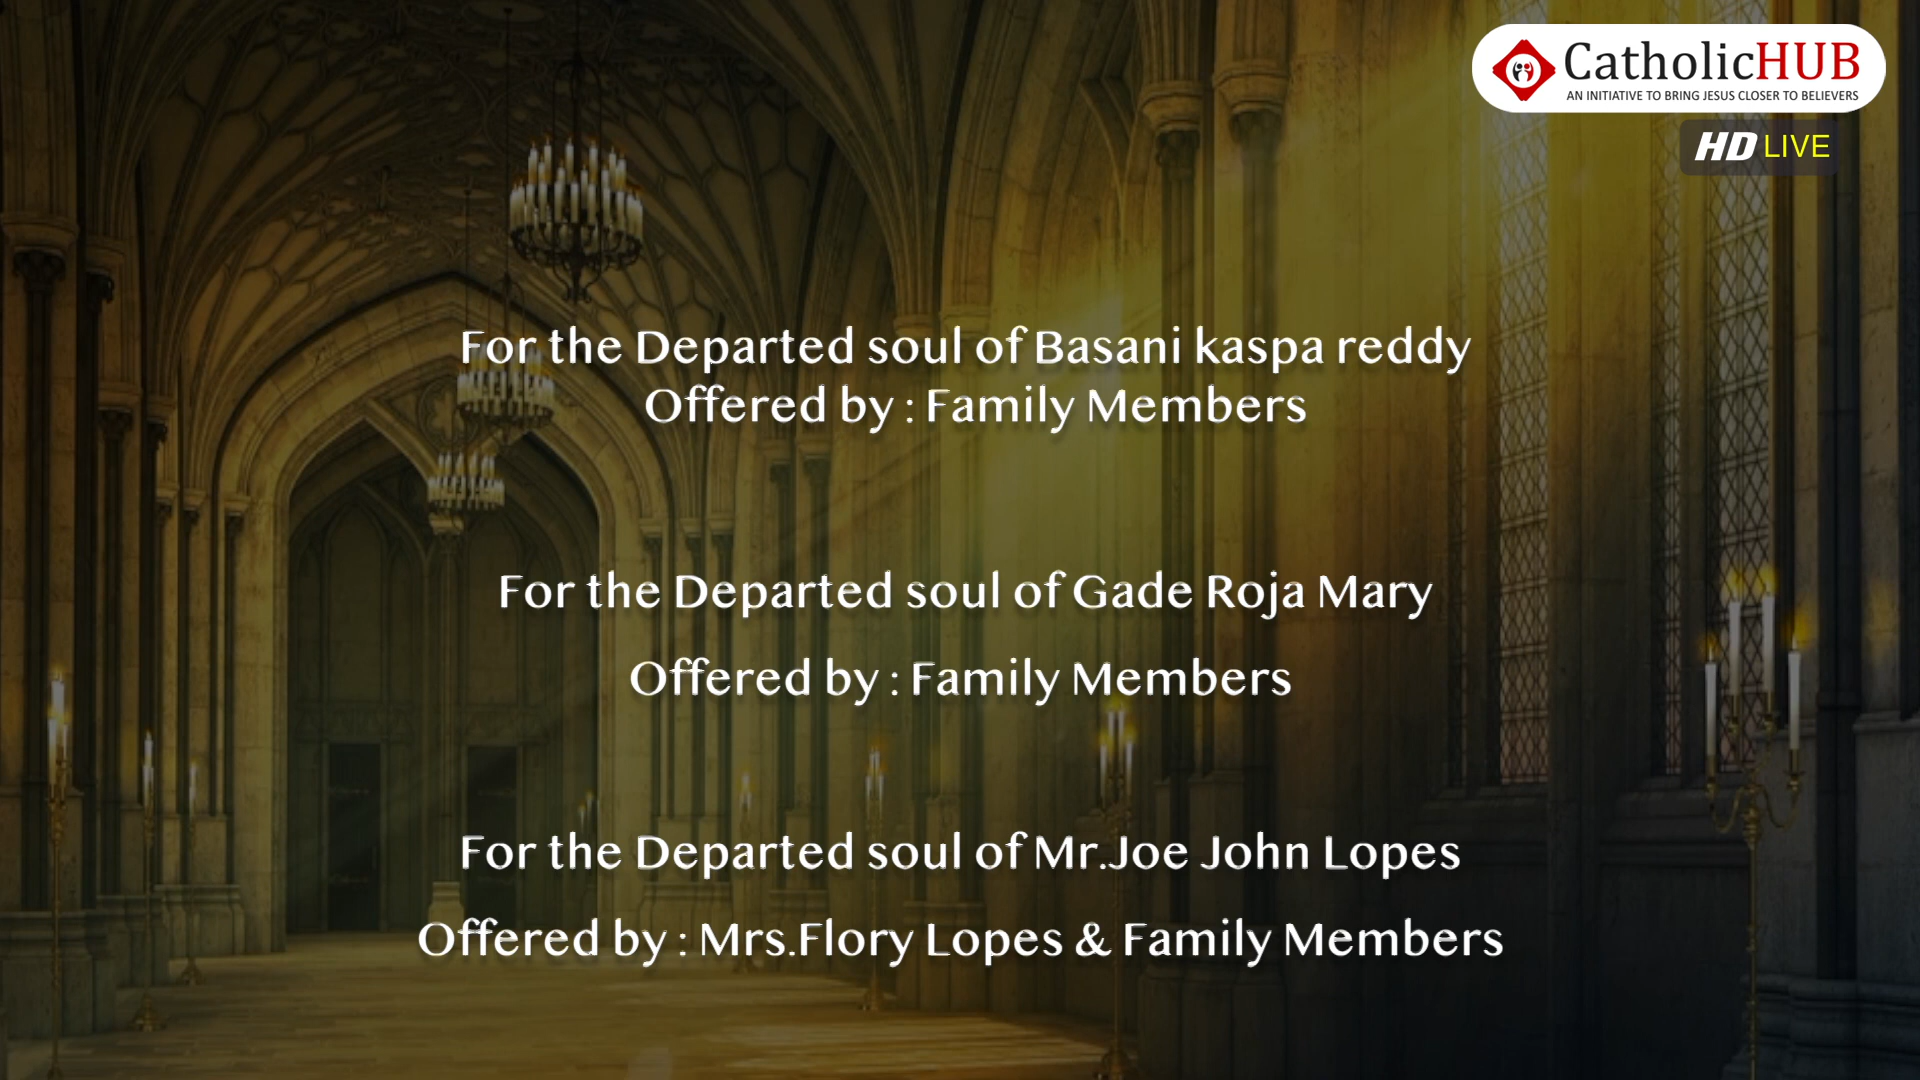 CatholicHUB
AN INITIATIVE TO BRING JESUS CLOSER TO BELIEVERS
HD LIVE
For the Departed soul of Basani kaspa reddy
Offered by : Family Members
For the Departed soul of Gade Roja Mary
Offered by : Family Members
For the Departed soul of Mr.Joe John Lopes
Offered by : Mrs.Flory Lopes & Family Members